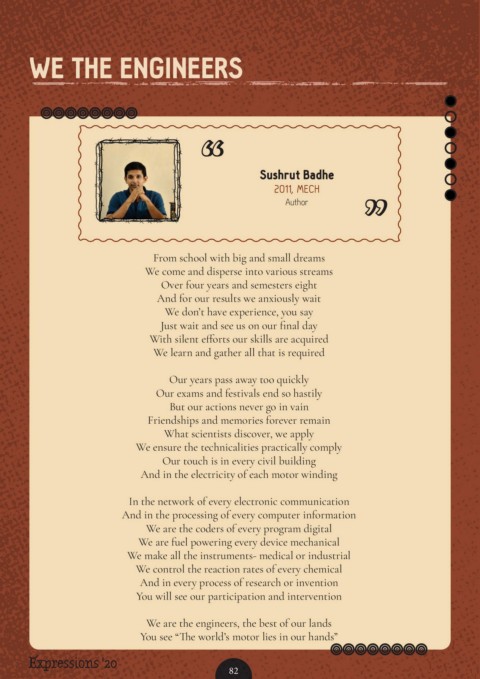 WE THE ENGINEERS
Sushrut Badhe
2011, MECH
Author
From school with big and small dreams
We come and disperse into various streams
Over four years and semesters eight
And for our results we anxiously wait
We don't have experience, you say
Just wait and see us on our final day
With silent efforts our skills are acquired
We learn and gather all that is required
Our years pass away too quickly
Our exams and festivals end so hastily
But our actions never go in vain
Friendships and memories forever remain
What scientists discover, we apply
We ensure the technicalities practically comply
Our touch is in every civil building
And in the electricity of each motor winding
In the network of every electronic communication
And in the processing of every computer information
We are the coders of every program digital
We are fuel powering every device mechanical
We make all the instruments- medical or industrial
We control the reaction rates of every chemical
And in every process of research or invention
You will see our participation and intervention
We are the engineers, the best of our lands
You see “The world's motor lies in our hands”
Expressions '20
82